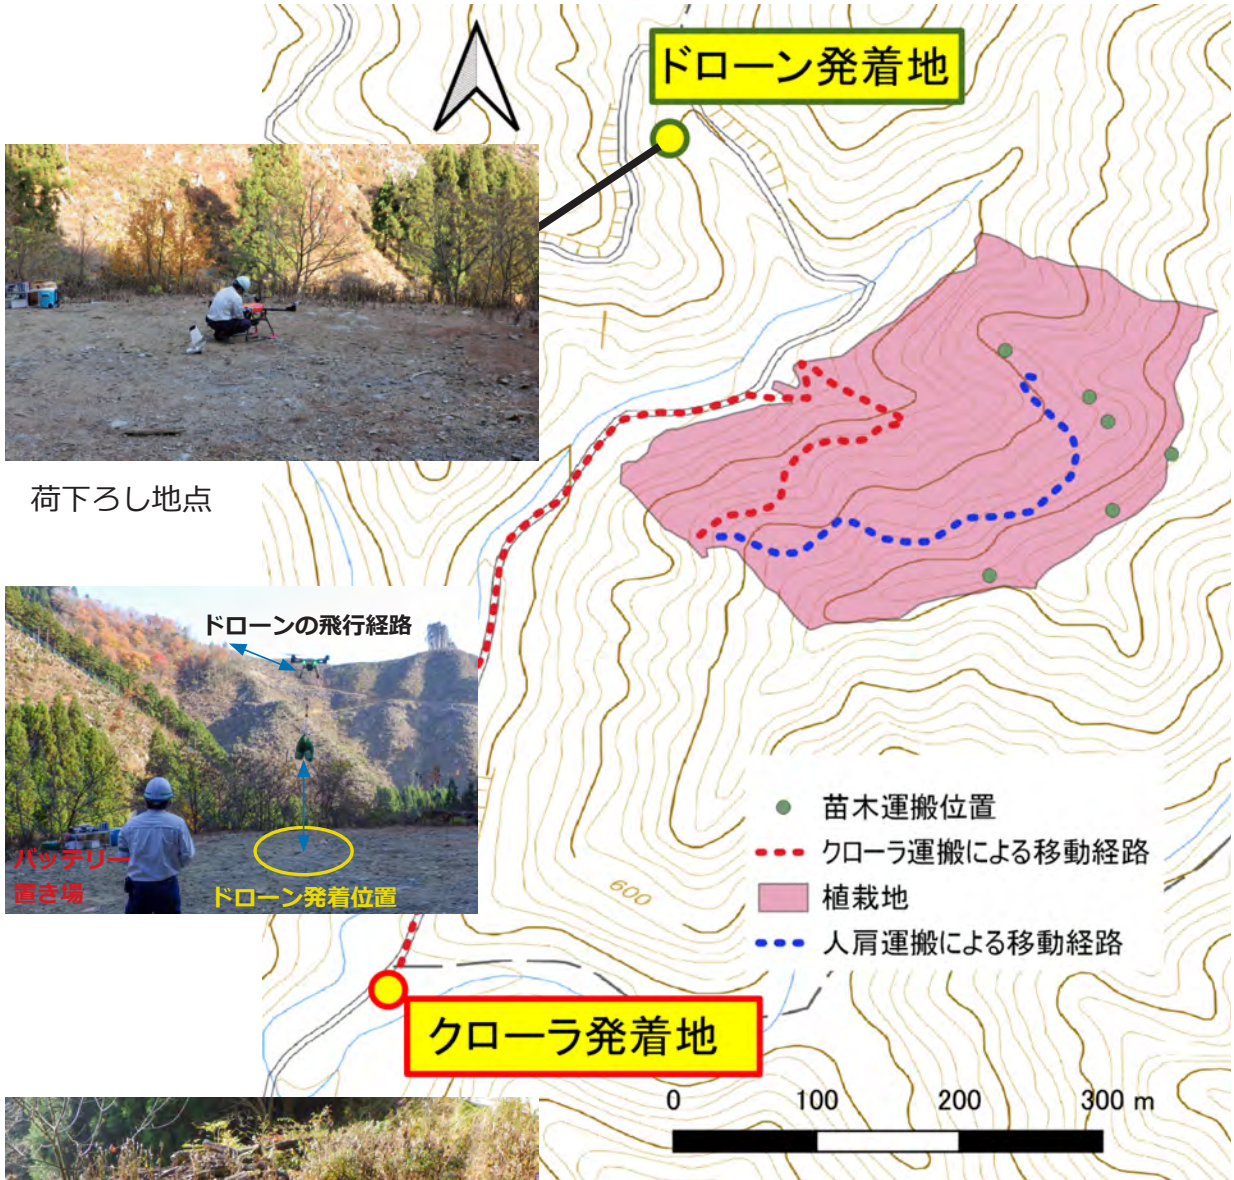 ドローン発着地
荷下ろし地点
ドローンの飛行経路
バッテリー
置き場
ドローン発着位置
600
苗木運搬位置
クローラ運搬による移動経路
植栽地
人肩運搬による移動経路
クローラ発着地
0 100 200 300 m